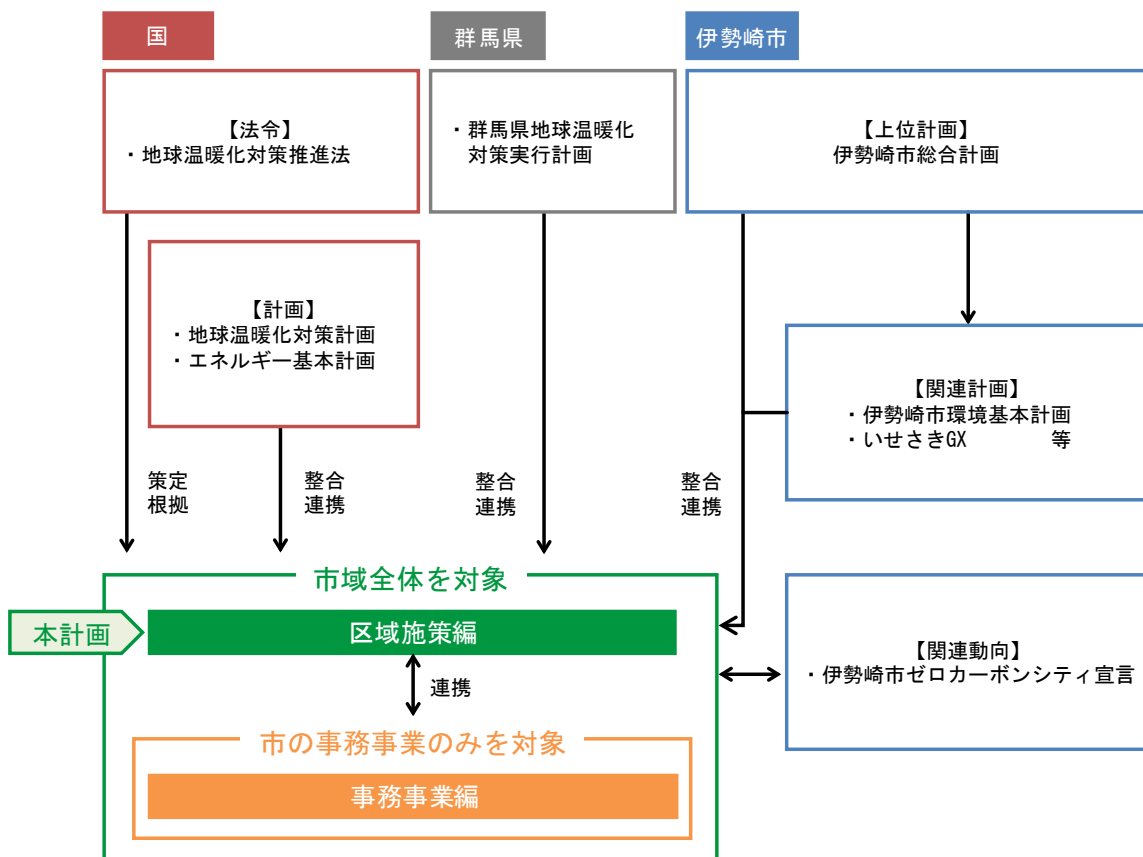 国
群馬県
伊勢崎市
【法令】
・地球温暖化対策推進法
・群馬県地球温暖化
対策実行計画
【上位計画】
伊勢崎市総合計画
【計画】
・地球温暖化対策計画
・エネルギー基本計画
【関連計画】
・伊勢崎市環境基本計画
・いせさきGX 等
策定
根拠
整合
連携
整合
連携
整合
連携
市域全体を対象
本計画
区域施策編
連携
【関連動向】
・伊勢崎市ゼロカーボンシティ宣言
市の事務事業のみを対象
事務事業編